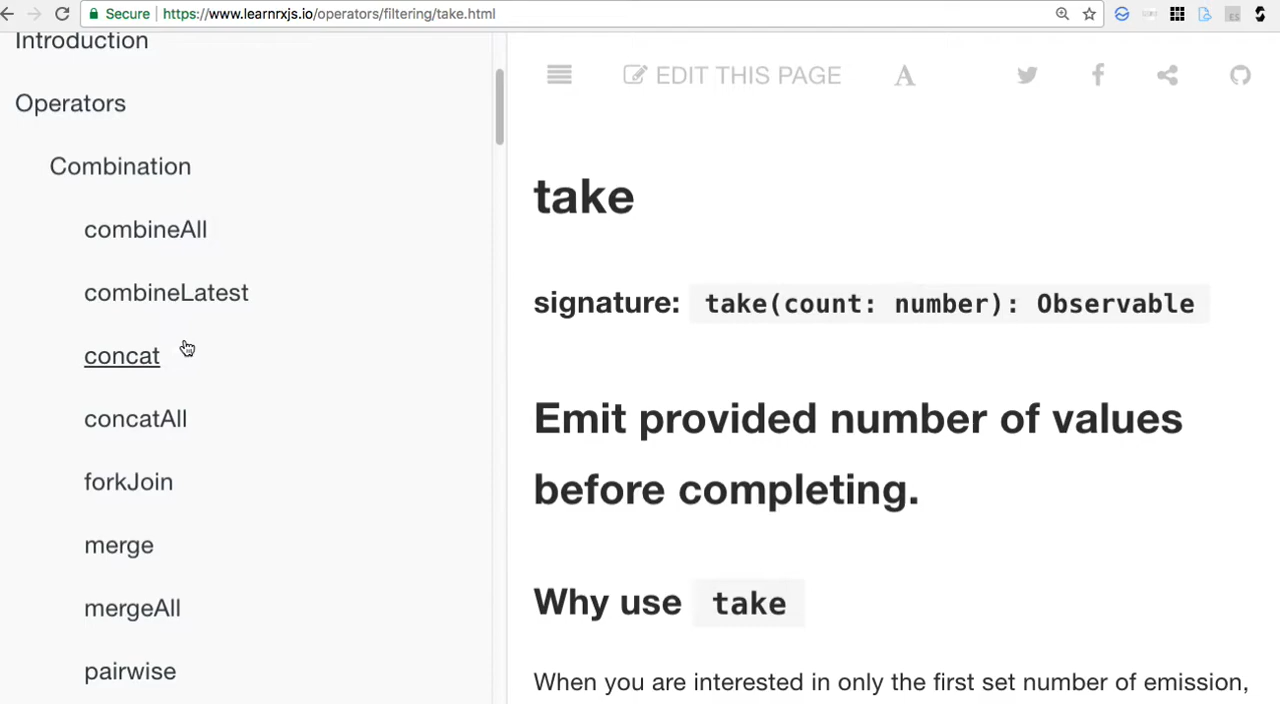 Secure https://www.learnrxjs.io/operators/filtering/take.html
Introduction
Operators
Combination
combineAll
combineLatest
concat
concatAll
forkJoin
merge
mergeAll
pairwise
EDIT THIS PAGE A
take
signature: take(count: number): Observable
Emit provided number of values
before completing.
Why use take
When you are interested in only the first set number of emission,